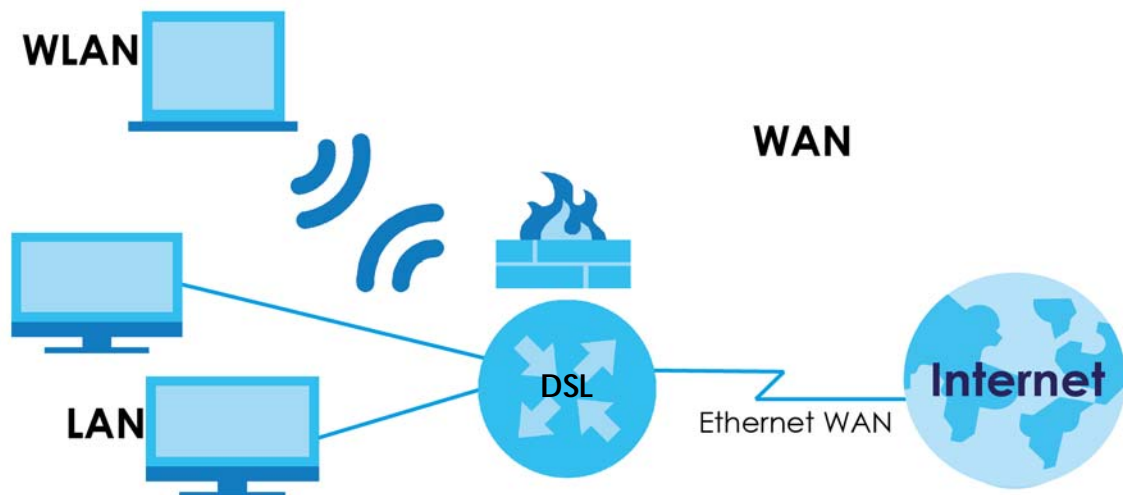 WLAN
WAN
DSL
Internet
Ethernet WAN
LAN